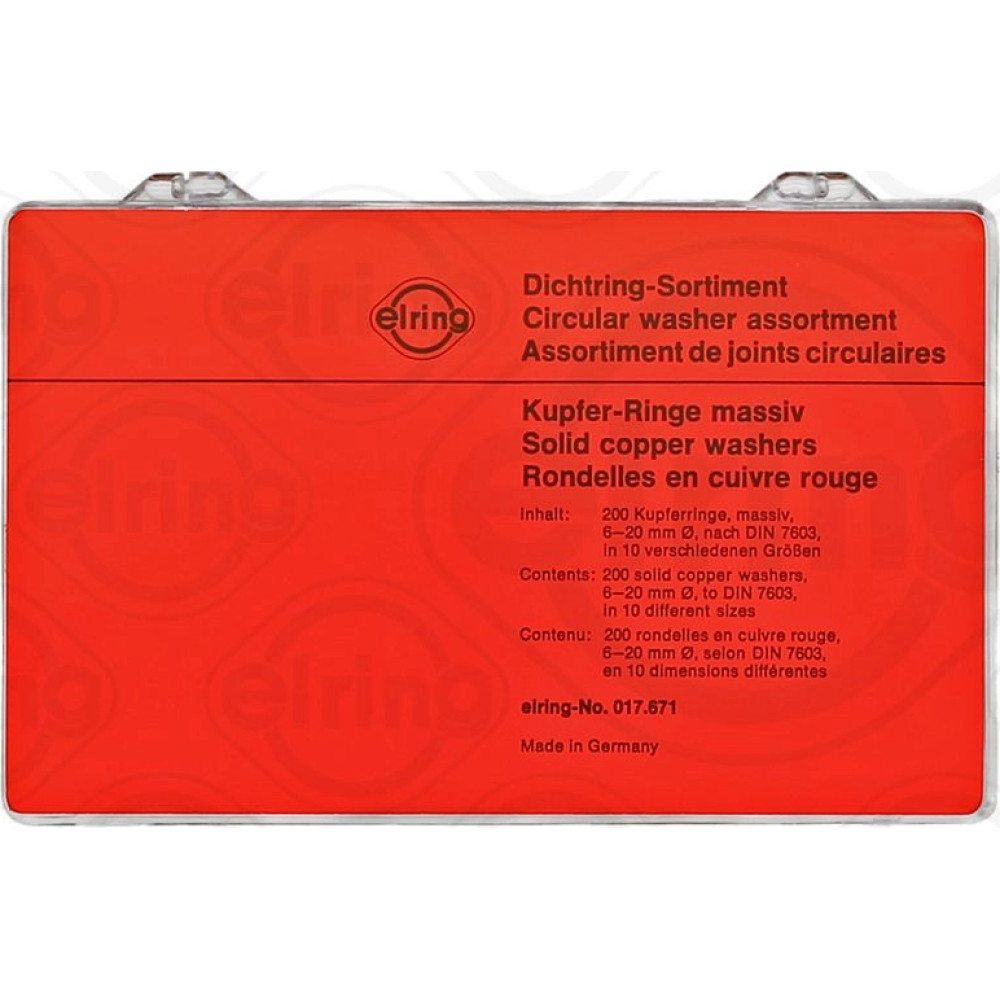 elring
Dichtring-Sortiment
Circular washer assortment
Assortiment de joints circulaires
Kupfer-Ringe massiv
Solid copper washers
Rondelles en cuivre rouge
Inhalt: 200 Kupferringe, massiv,
6–20 mm Ø, nach DIN 7603,
in 10 verschiedenen Größen
Contents: 200 solid copper washers,
6–20 mm Ø, to DIN 7603,
in 10 different sizes
Contenu: 200 rondelles en cuivre rouge,
6–20 mm Ø, selon DIN 7603,
en 10 dimensions différentes
elring-No. 017.671
Made in Germany